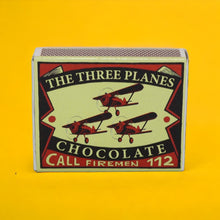 THE THREE PLANES
CHOCOLATE
CALL FIREMEN 112